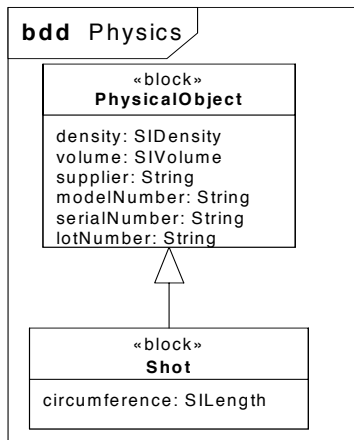 bdd Physics
«block»
PhysicalObject
density: SIDensity
volume: SIVolume
supplier: String
modelNumber: String
serialNumber: String
lotNumber: String
«block»
Shot
circumference: SILength